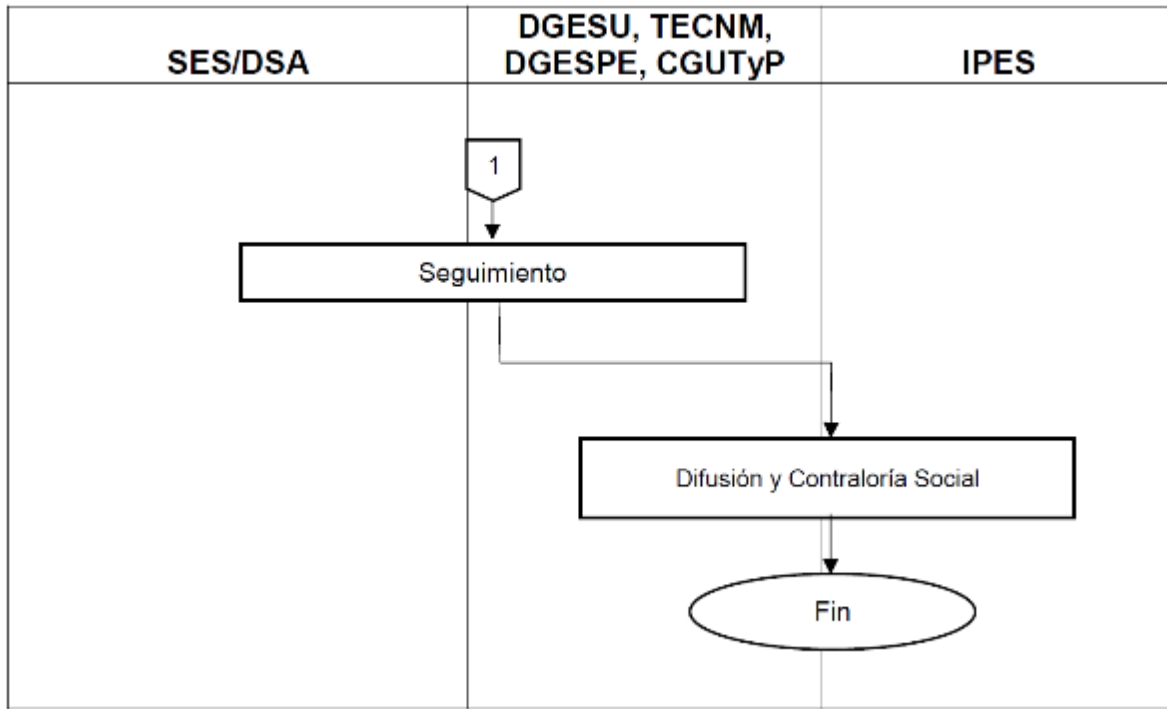 SES/DSA
DGESU, TECNM,
DGESPE, CGUTyP
IPES
1
Seguimiento
Difusión y Contraloría Social
Fin